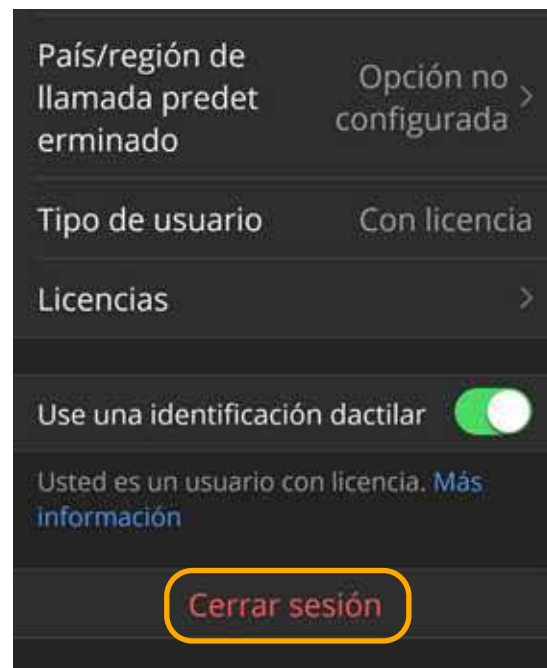 País/región de
llamada predet
erminado
Opción no
configurada
Tipo de usuario Con licencia
Licencias
Use una identificación dactilar
Usted es un usuario con licencia. Más
información
Cerrar sesión